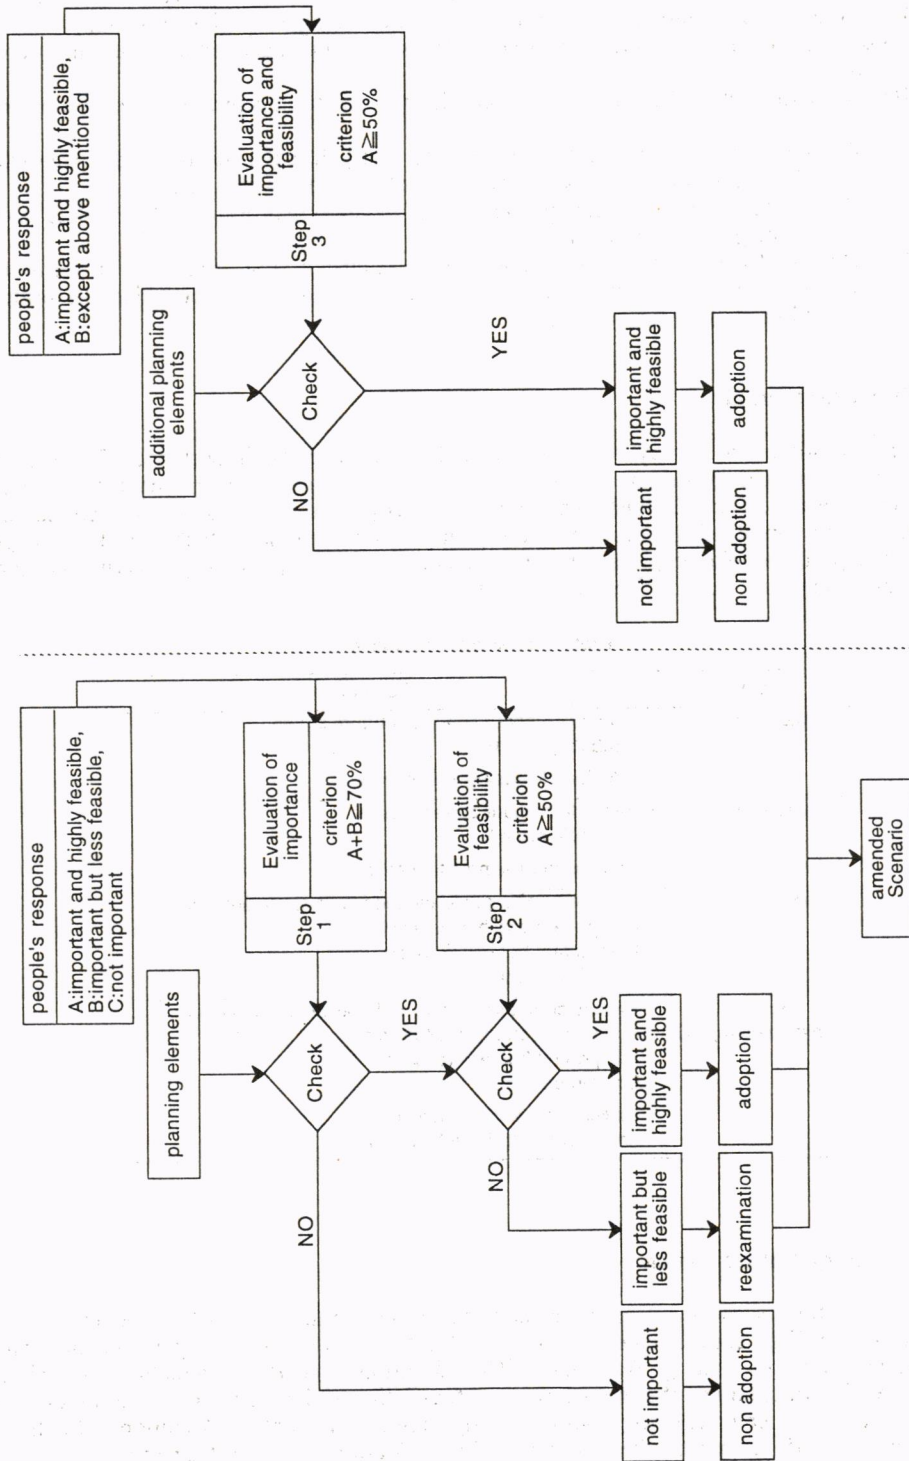 people's response
A:important and highly feasible,
B:important but less feasible,
C:not important
planning elements
Check
Step
1
Evaluation of
importance
criterion
A+B≧70%
NO
YES
Check
Step
2
Evaluation of
feasibility
criterion
A≧50%
NO
YES
not important
important but
less feasible
important and
highly feasible
non adoption
reexamination
adoption
people's response
A:important and highly feasible,
B:except above mentioned
additional planning
elements
Check
Step
3
Evaluation of
importance and
feasibility
criterion
A≧50%
NO
YES
not important
important and
highly feasible
non adoption
adoption
amended
Scenario